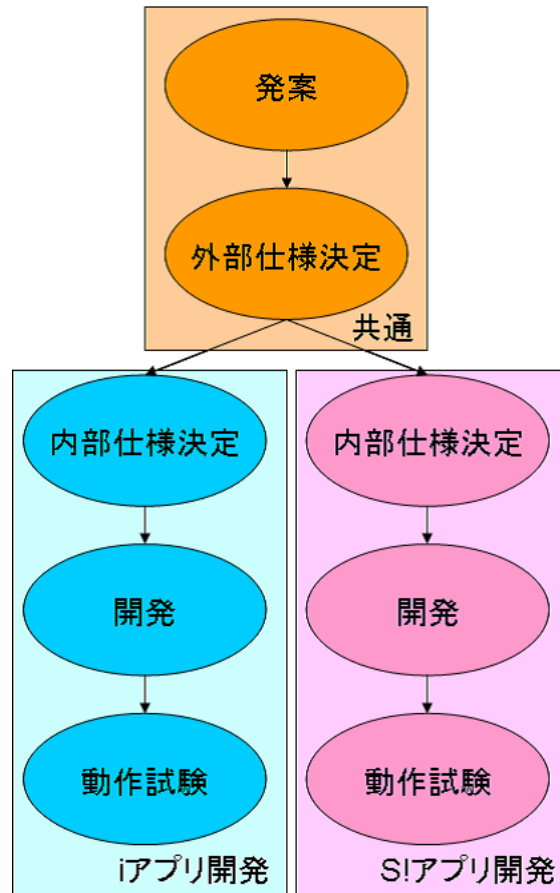 発案
外部仕様決定
共通
内部仕様決定
開発
動作試験
iアプリ開発
内部仕様決定
開発
動作試験
S!アプリ開発